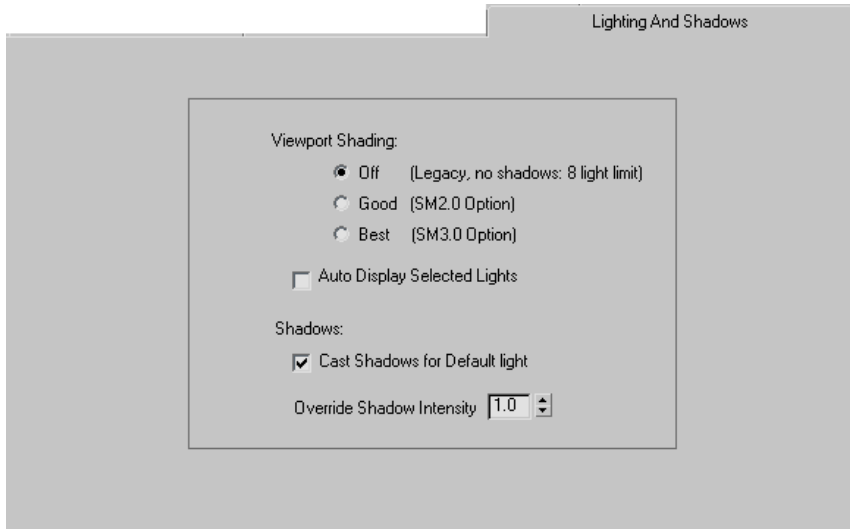 Lighting And Shadows
Viewport Shading:
Off (Legacy, no shadows: 8 light limit)
Good (SM2.0 Option)
Best (SM3.0 Option)
Auto Display Selected Lights
Shadows:
Cast Shadows for Default light
Override Shadow Intensity 1.0